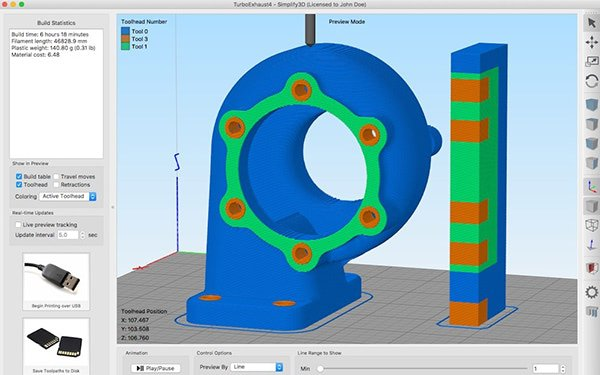 TurboExhaust4 - Simplify3D (Licensed to John Doe)
Build Statistics
Build time: 6 hours 18 minutes
Filament length: 46828.9 mm
Plastic weight: 140.80 g (0.31 lb)
Material cost: 6.48
Show in Preview
Build table
Travel moves
Toolhead
Retractions
Coloring
Active Toolhead
Real-time Updates
Live preview tracking
Update interval
5.0
sec
Begin Printing over USB
Save Toolpaths to Disk
Toolhead Number
Tool 0
Tool 3
Tool 1
Preview Mode
Toolhead Position
X: 107.467
Y: 103.508
Z: 106.760
Animation
Play/Pause
Control Options
Preview By
Line
Line Range to Show
Min
1